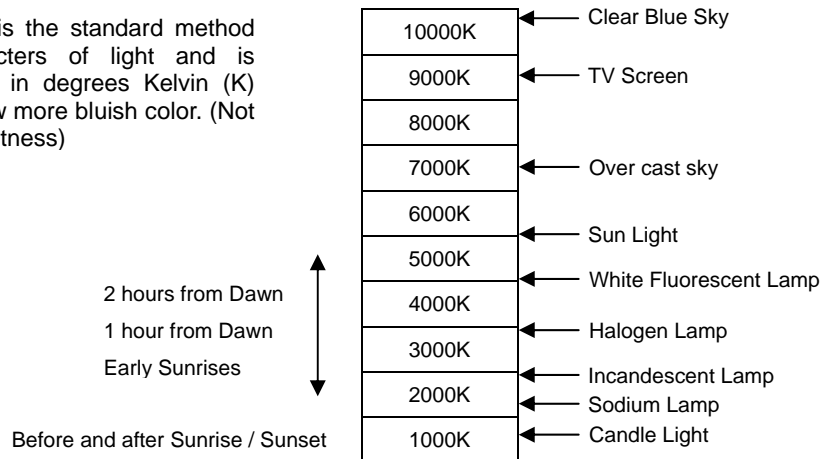 is the standard method
cters of light and is
in degrees Kelvin (K)
more bluish color. (Not
tness)
10000K
9000K
8000K
7000K
6000K
5000K
4000K
3000K
2000K
1000K
Clear Blue Sky
TV Screen
Over cast sky
Sun Light
White Fluorescent Lamp
Halogen Lamp
Incandescent Lamp
Sodium Lamp
Candle Light
2 hours from Dawn
1 hour from Dawn
Early Sunrises
Before and after Sunrise / Sunset